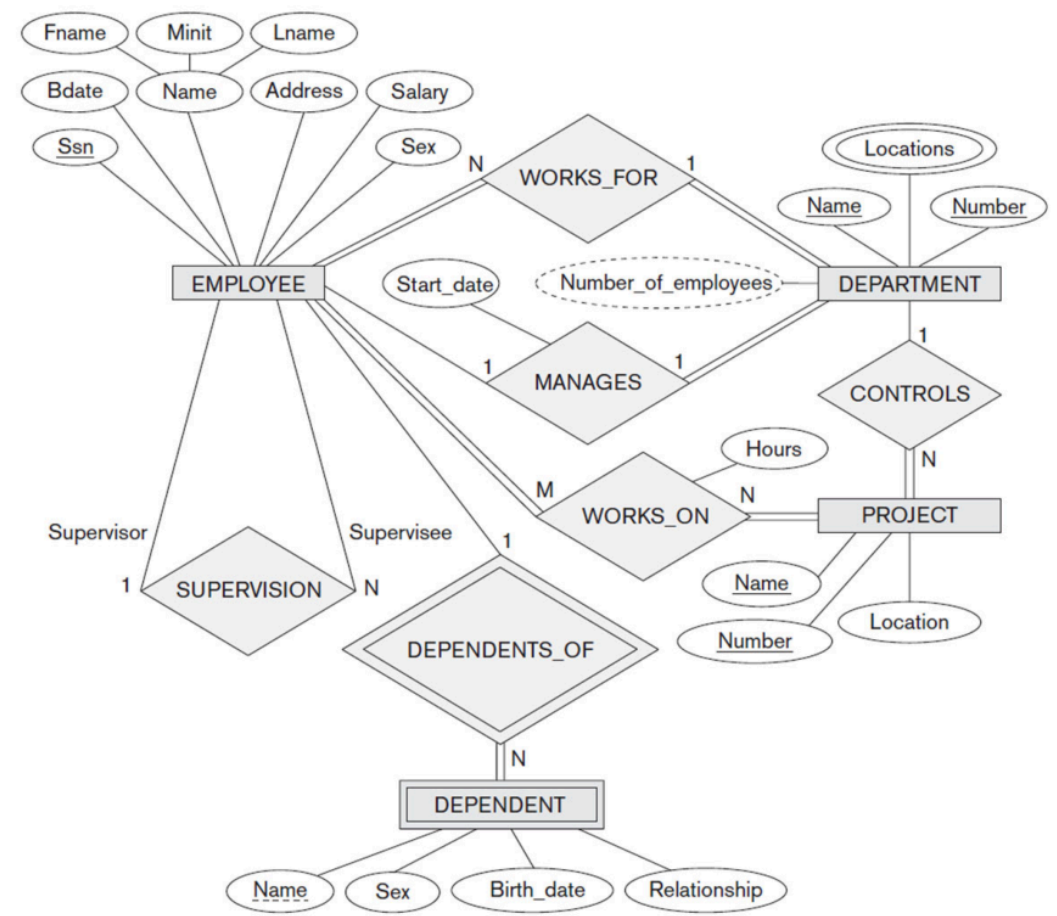 Fname
Minit
Lname
Bdate
Name
Address
Salary
Ssn
Sex
N
WORKS_FOR
1
Locations
Name
Number
EMPLOYEE
Start_date
Number_of_employees
DEPARTMENT
1
MANAGES
1
1
CONTROLS
N
Hours
M
WORKS_ON
N
PROJECT
Supervisor
Supervisee
1
SUPERVISION
N
1
Name
Number
Location
DEPENDENTS_OF
N
DEPENDENT
Name
Sex
Birth_date
Relationship